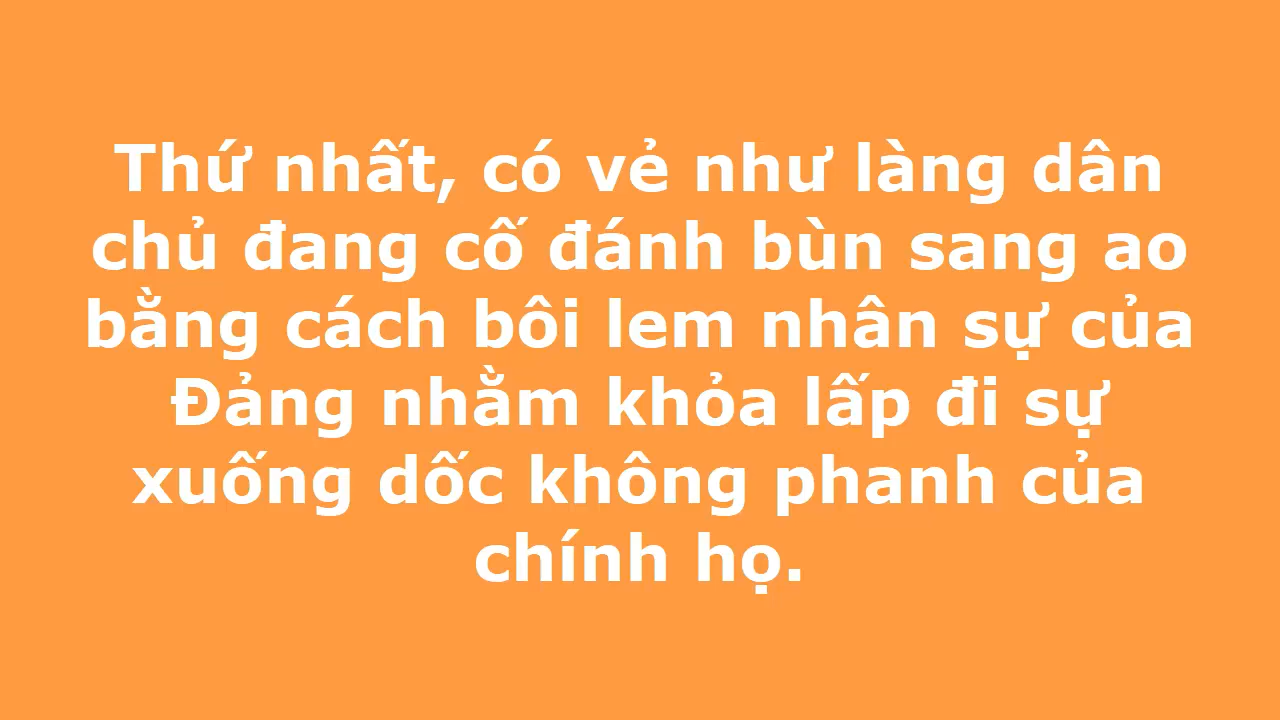 Thứ nhất, có vẻ như làng dân
chủ đang cố đánh bùn sang ao
bằng cách bôi lem nhân sự của
Đảng nhằm khỏa lấp đi sự
xuống dốc không phanh của
chính họ.